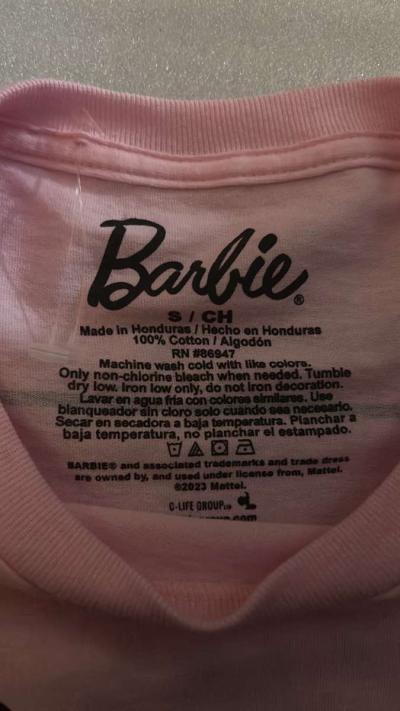 Barbie®
S / CH
Made in Honduras / Hecho en Honduras
100% Cotton / Algodón
RN #86947
Machine wash cold with like colors.
Only non-chlorine bleach when needed. Tumble
dry low. Iron low only, do not iron decoration.
Lavar en agua fria con colores similares. Use
blanqueador sin cloro solo cuando sea necesario.
Secar en secadora a baja temperatura. Planchar a
baja temperatura, no planchar el estampado.
BARBIE® and associated trademarks and trade dress
are owned by, and used under license from, Mattel.
©2023 Mattel.
C-LIFE GROUP LTD